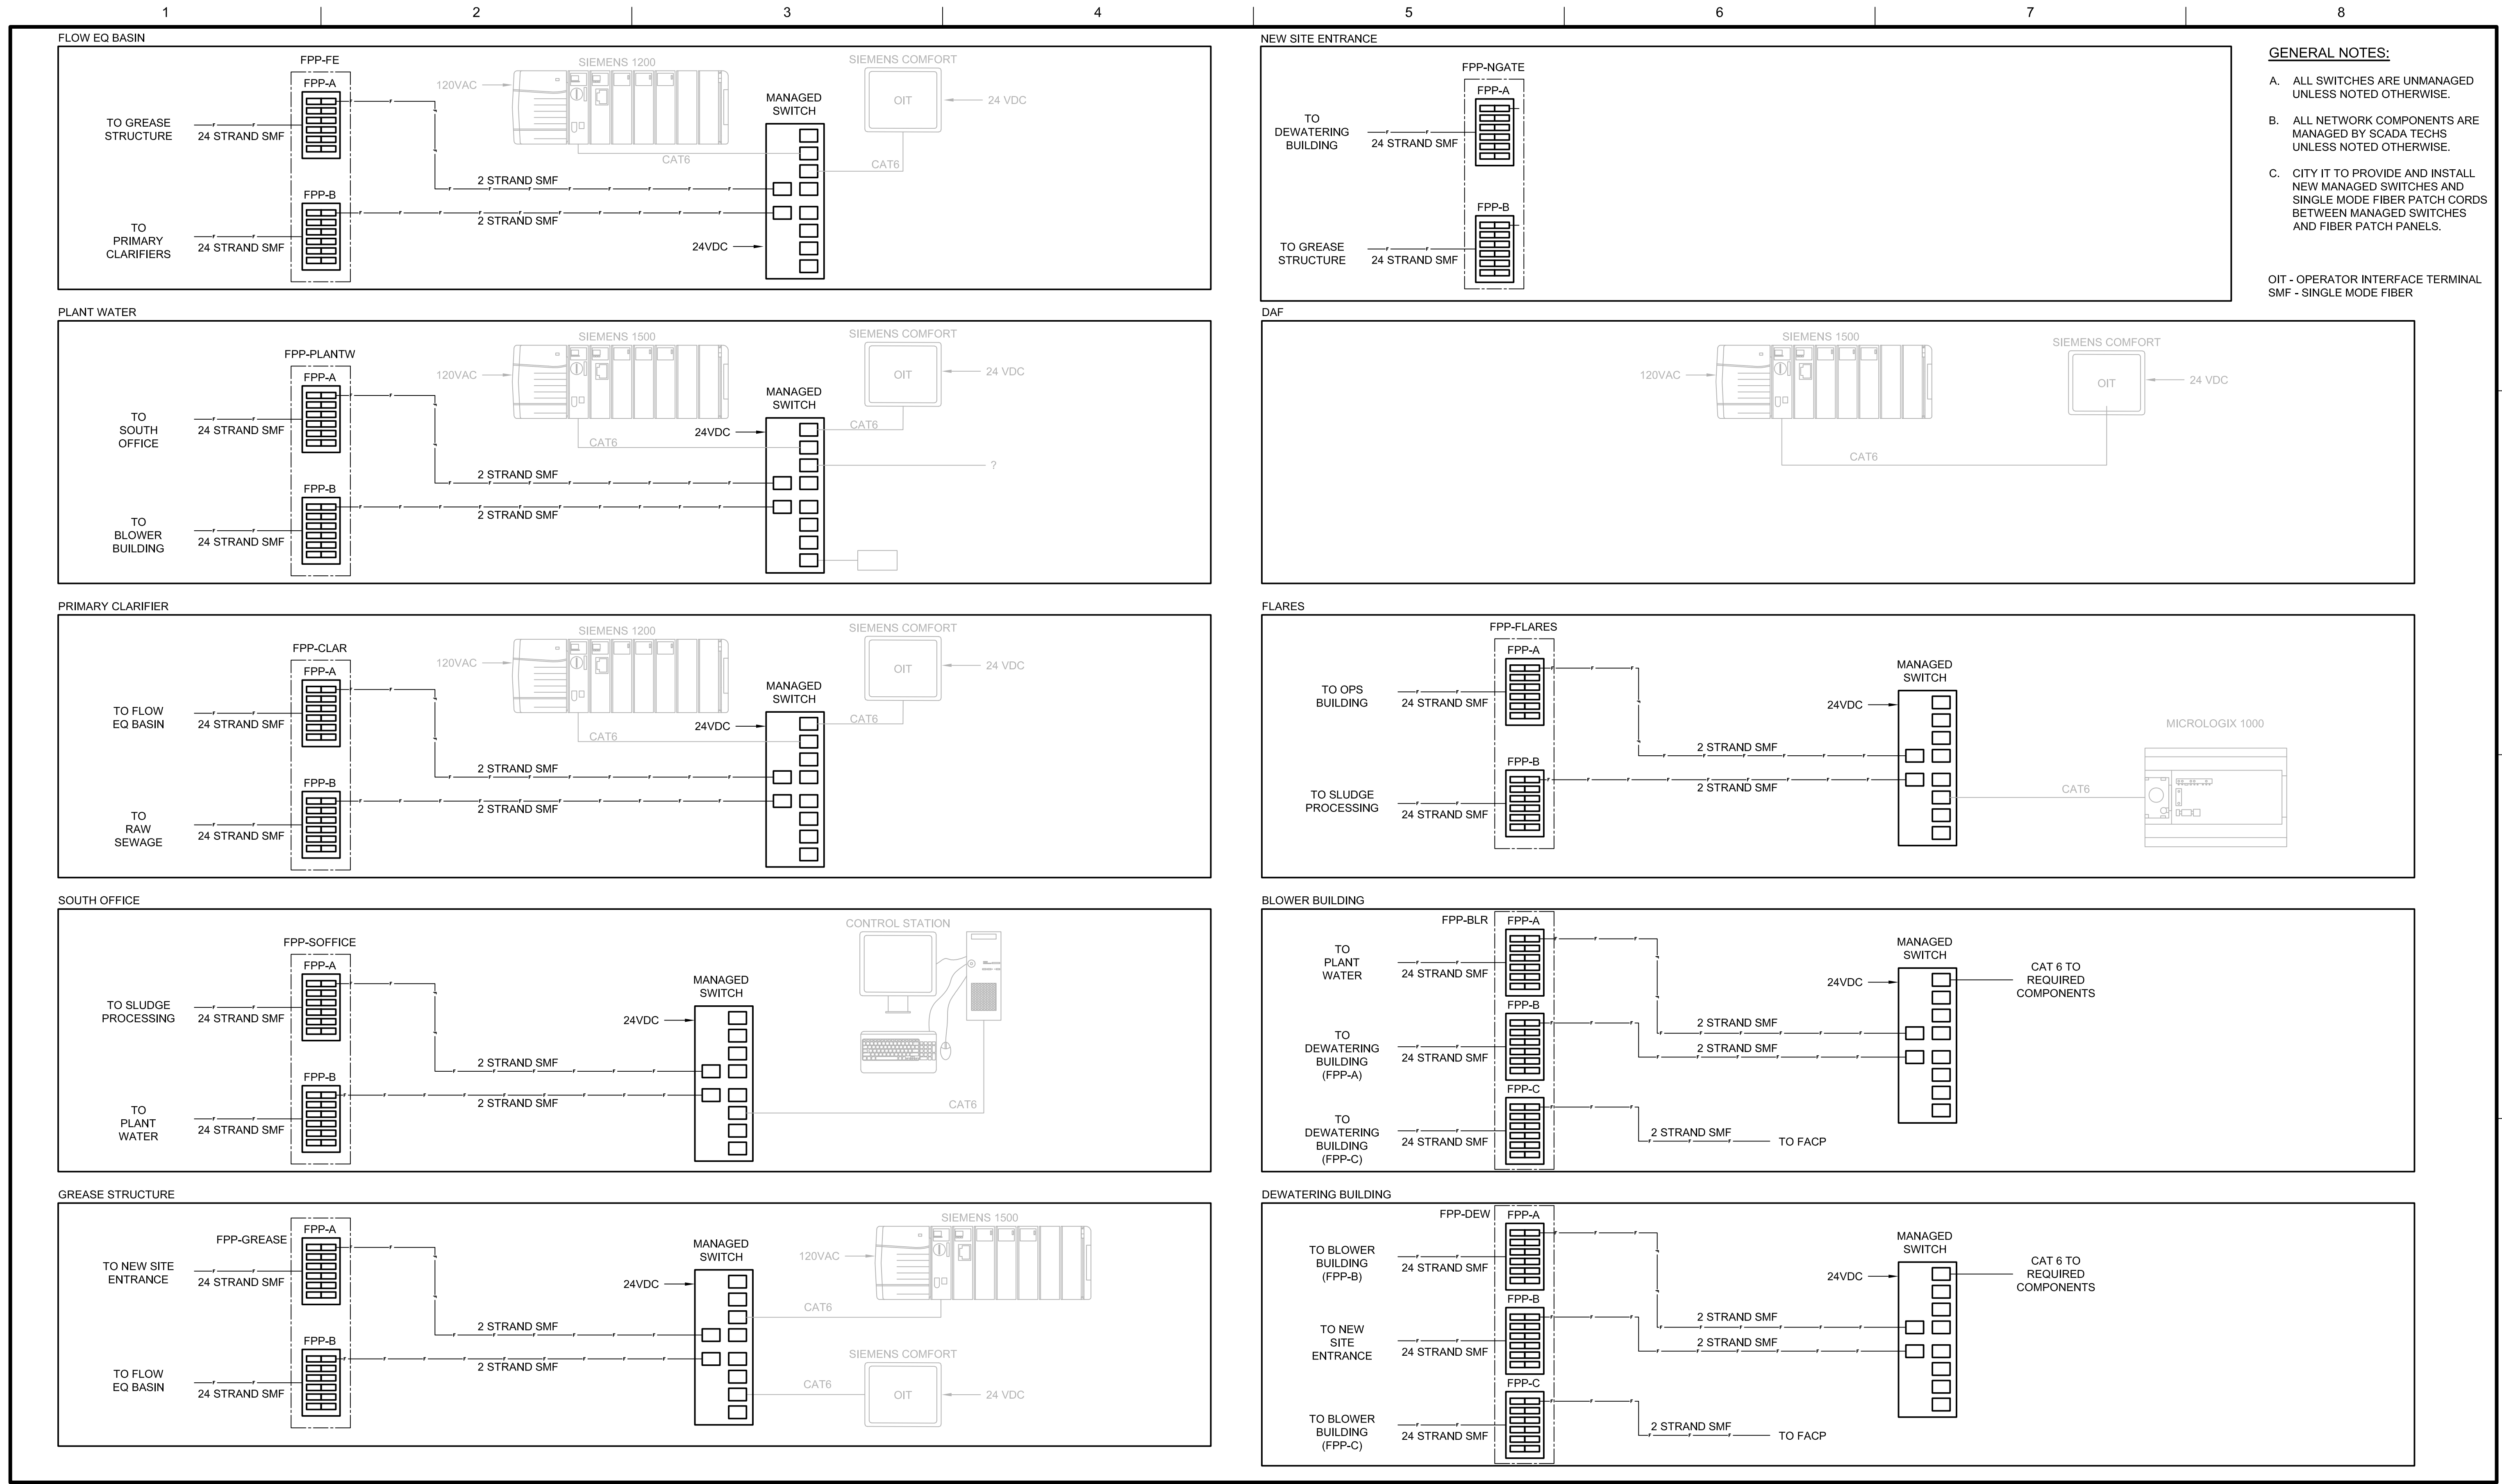 1
2
3
4
5
6
7
8
FLOW EQ BASIN
FPP-FE
FPP-A
TO GREASE
STRUCTURE
24 STRAND SMF
FPP-B
TO
PRIMARY
CLARIFIERS
24 STRAND SMF
120VAC
SIEMENS 1200
CAT6
2 STRAND SMF
2 STRAND SMF
MANAGED
SWITCH
24VDC
SIEMENS COMFORT
OIT
24 VDC
CAT6
PLANT WATER
FPP-PLANTW
FPP-A
TO
SOUTH
OFFICE
24 STRAND SMF
FPP-B
TO
BLOWER
BUILDING
24 STRAND SMF
120VAC
SIEMENS 1500
CAT6
2 STRAND SMF
2 STRAND SMF
MANAGED
SWITCH
24VDC
SIEMENS COMFORT
OIT
24 VDC
CAT6
?
PRIMARY CLARIFIER
FPP-CLAR
FPP-A
TO FLOW
EQ BASIN
24 STRAND SMF
FPP-B
TO
RAW
SEWAGE
24 STRAND SMF
120VAC
SIEMENS 1200
CAT6
2 STRAND SMF
2 STRAND SMF
MANAGED
SWITCH
24VDC
SIEMENS COMFORT
OIT
24 VDC
CAT6
SOUTH OFFICE
FPP-SOFFICE
FPP-A
TO SLUDGE
PROCESSING
24 STRAND SMF
FPP-B
TO
PLANT
WATER
24 STRAND SMF
2 STRAND SMF
2 STRAND SMF
MANAGED
SWITCH
24VDC
CONTROL STATION
CAT6
GREASE STRUCTURE
FPP-GREASE
FPP-A
TO NEW SITE
ENTRANCE
24 STRAND SMF
FPP-B
TO FLOW
EQ BASIN
24 STRAND SMF
2 STRAND SMF
2 STRAND SMF
MANAGED
SWITCH
24VDC
120VAC
SIEMENS 1500
CAT6
SIEMENS COMFORT
CAT6
OIT
24 VDC
NEW SITE ENTRANCE
FPP-NGATE
FPP-A
TO
DEWATERING
BUILDING
24 STRAND SMF
FPP-B
TO GREASE
STRUCTURE
24 STRAND SMF
GENERAL NOTES:
A. ALL SWITCHES ARE UNMANAGED
UNLESS NOTED OTHERWISE.
B. ALL NETWORK COMPONENTS ARE
MANAGED BY SCADA TECHS
UNLESS NOTED OTHERWISE.
C. CITY IT TO PROVIDE AND INSTALL
NEW MANAGED SWITCHES AND
SINGLE MODE FIBER PATCH CORDS
BETWEEN MANAGED SWITCHES
AND FIBER PATCH PANELS.
OIT - OPERATOR INTERFACE TERMINAL
SMF - SINGLE MODE FIBER
DAF
120VAC
SIEMENS 1500
CAT6
SIEMENS COMFORT
OIT
24 VDC
FLARES
FPP-FLARES
FPP-A
TO OPS
BUILDING
24 STRAND SMF
FPP-B
TO SLUDGE
PROCESSING
24 STRAND SMF
2 STRAND SMF
2 STRAND SMF
MANAGED
SWITCH
24VDC
CAT6
MICROLOGIX 1000
BLOWER BUILDING
FPP-BLR
FPP-A
TO
PLANT
WATER
24 STRAND SMF
FPP-B
TO
DEWATERING
BUILDING
(FPP-A)
24 STRAND SMF
FPP-C
TO
DEWATERING
BUILDING
(FPP-C)
24 STRAND SMF
2 STRAND SMF
2 STRAND SMF
2 STRAND SMF
TO FACP
MANAGED
SWITCH
24VDC
CAT 6 TO
REQUIRED
COMPONENTS
DEWATERING BUILDING
FPP-DEW
FPP-A
TO BLOWER
BUILDING
(FPP-B)
24 STRAND SMF
FPP-B
TO NEW
SITE
ENTRANCE
24 STRAND SMF
FPP-C
TO BLOWER
BUILDING
(FPP-C)
24 STRAND SMF
2 STRAND SMF
2 STRAND SMF
2 STRAND SMF
TO FACP
MANAGED
SWITCH
24VDC
CAT 6 TO
REQUIRED
COMPONENTS